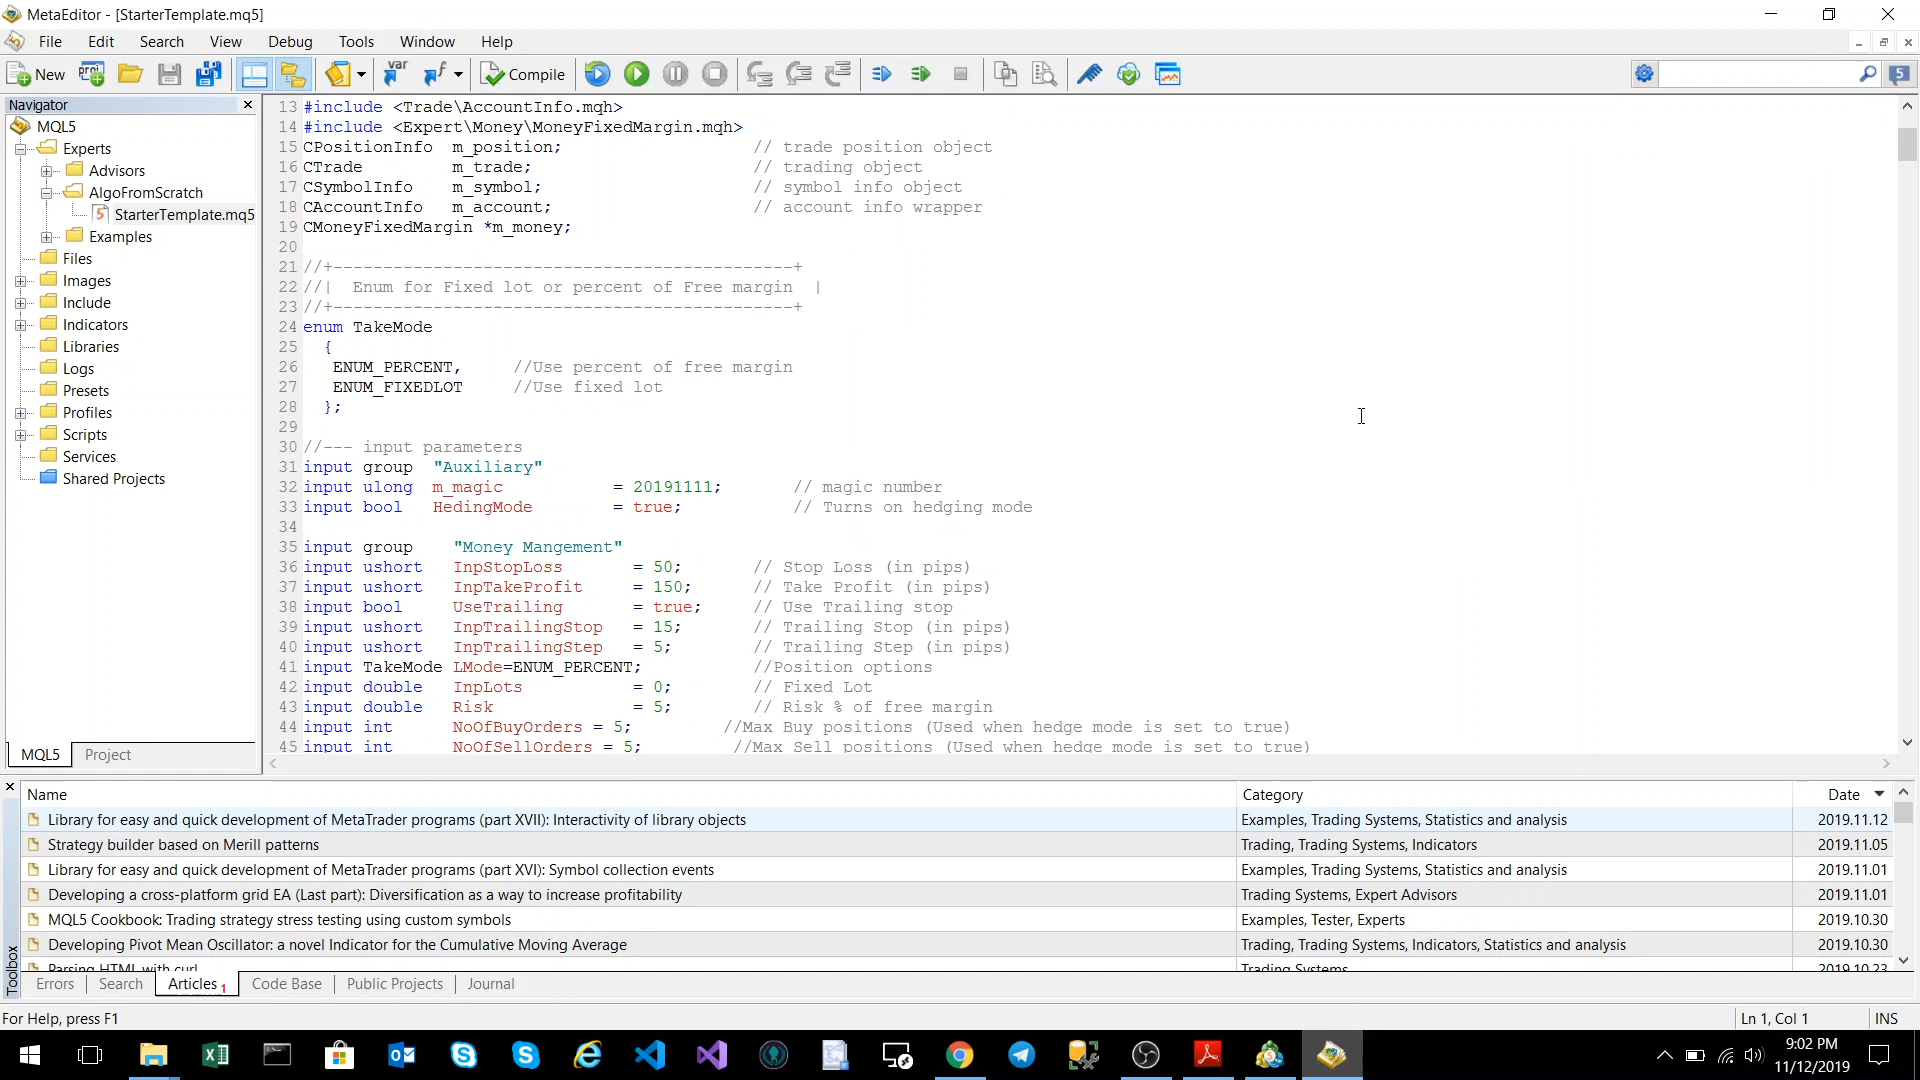 MetaEditor - [StarterTemplate.mq5]
File Edit Search View Debug Tools Window Help
New Compile
Navigator
MQL5
Experts
Advisors
AlgoFromScratch
StarterTemplate.mq5
Examples
Files
Images
Include
Indicators
Libraries
Logs
Presets
Profiles
Scripts
Services
Shared Projects
MQL5 Project
13 #include <Trade\AccountInfo.mqh>
14 #include <Expert\Money\MoneyFixedMargin.mqh>
15 CPositionInfo m_position; // trade position object
16 CTrade m_trade; // trading object
17 CSymbolInfo m_symbol; // symbol info object
18 CAccountInfo m_account; // account info wrapper
19 CMoneyFixedMargin *m_money;
20
21 //+----------------------------------------------+
22 //| Enum for Fixed lot or percent of Free margin |
23 //+----------------------------------------------+
24 enum TakeMode
25 {
26 ENUM_PERCENT, //Use percent of free margin
27 ENUM_FIXEDLOT //Use fixed lot
28 };
29
30 //--- input parameters
31 input group "Auxiliary"
32 input ulong m_magic = 20191111; // magic number
33 input bool HedingMode = true; // Turns on hedging mode
34
35 input group "Money Mangement"
36 input ushort InpStopLoss = 50; // Stop Loss (in pips)
37 input ushort InpTakeProfit = 150; // Take Profit (in pips)
38 input bool UseTrailing = true; // Use Trailing stop
39 input ushort InpTrailingStop = 15; // Trailing Stop (in pips)
40 input ushort InpTrailingStep = 5; // Trailing Step (in pips)
41 input TakeMode LMode=ENUM_PERCENT; //Position options
42 input double InpLots = 0; // Fixed Lot
43 input double Risk = 5; // Risk % of free margin
44 input int NoOfBuyOrders = 5; //Max Buy positions (Used when hedge mode is set to true)
45 input int NoOfSellOrders = 5; //Max Sell positions (Used when hedge mode is set to true)
Name Category Date
Library for easy and quick development of MetaTrader programs (part XVII): Interactivity of library objects Examples, Trading Systems, Statistics and analysis 2019.11.12
Strategy builder based on Merill patterns Trading, Trading Systems, Indicators 2019.11.05
Library for easy and quick development of MetaTrader programs (part XVI): Symbol collection events Examples, Trading Systems, Statistics and analysis 2019.11.01
Developing a cross-platform grid EA (Last part): Diversification as a way to increase profitability Trading Systems, Expert Advisors 2019.11.01
MQL5 Cookbook: Trading strategy stress testing using custom symbols Examples, Tester, Experts 2019.10.30
Developing Pivot Mean Oscillator: a novel Indicator for the Cumulative Moving Average Trading, Trading Systems, Indicators, Statistics and analysis 2019.10.30
Parsing HTML with curl Trading Systems 2019.10.23
Toolbox
Errors Search Articles 1 Code Base Public Projects Journal
For Help, press F1 Ln 1, Col 1 INS
9:02 PM
11/12/2019